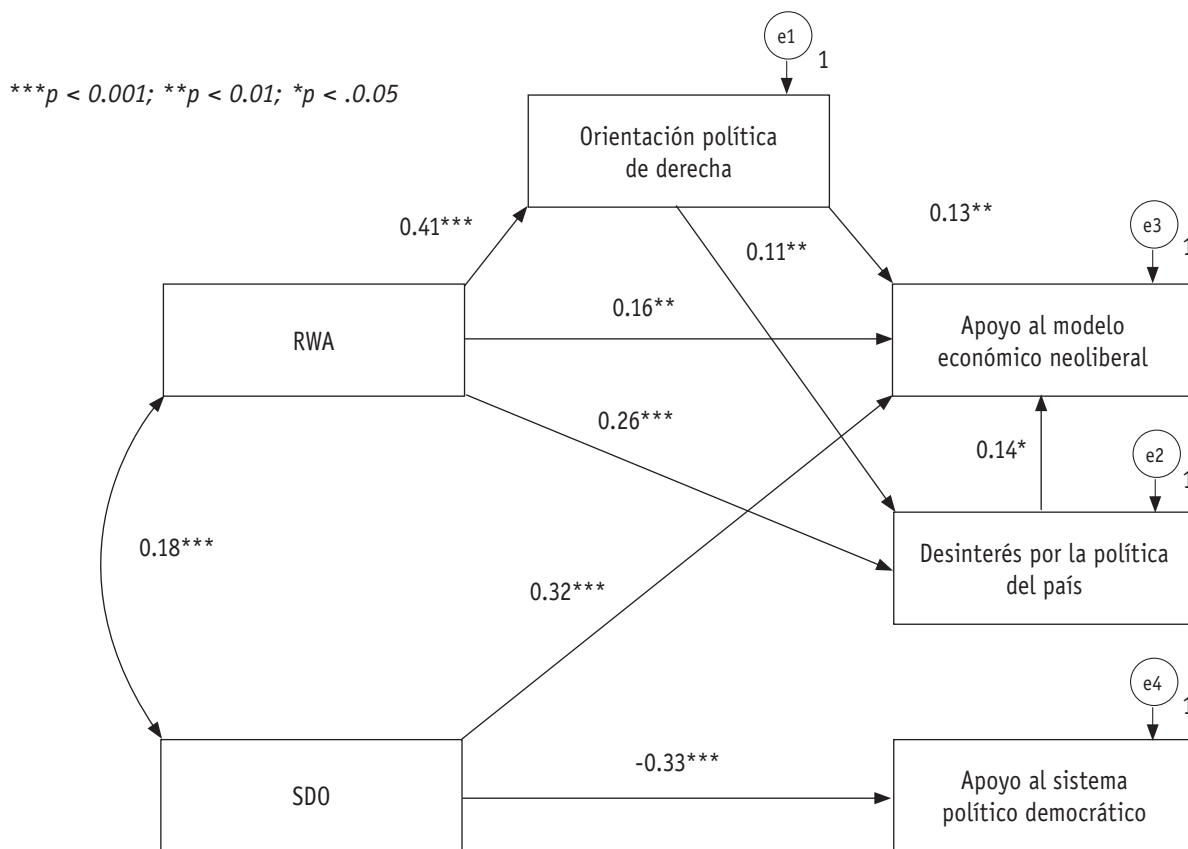 e1
1
***p < 0.001; **p < 0.01; *p < .0.05
Orientación política
de derecha
0.41***
0.13**
e3
1
0.11**
RWA
0.16**
Apoyo al modelo
económico neoliberal
0.26***
0.14*
e2
1
0.18***
Desinterés por la política
del país
0.32***
e4
1
SDO
-0.33***
Apoyo al sistema
político democrático